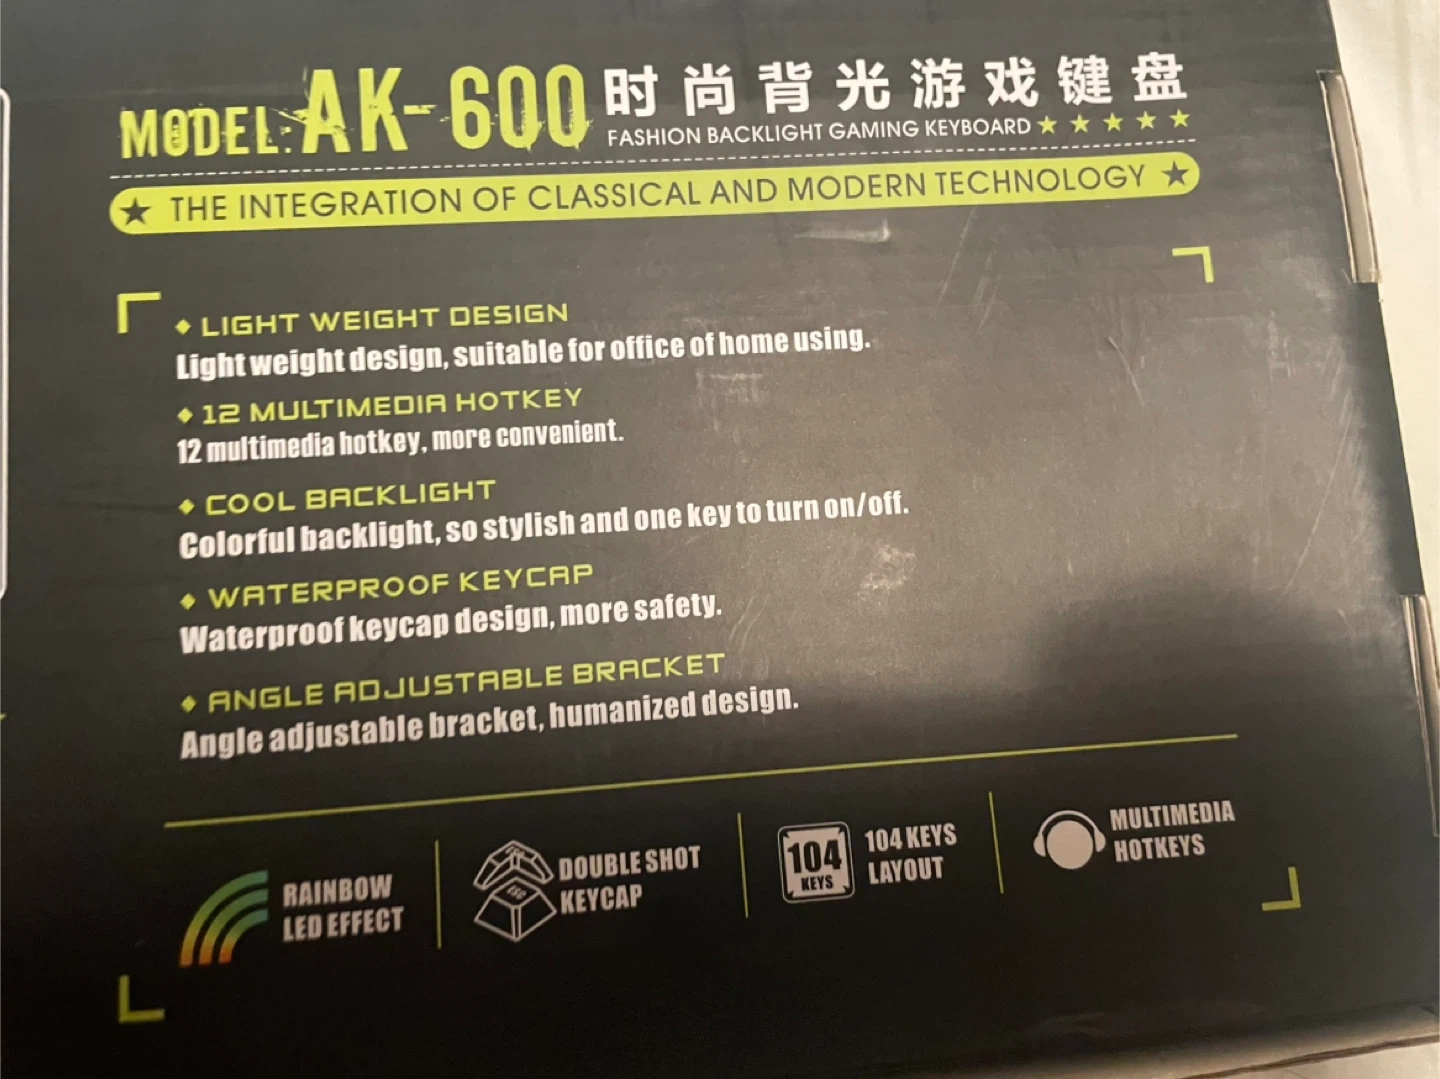 MODEL: AK-600 时尚背光游戏键盘
FASHION BACKLIGHT GAMING KEYBOARD ★ ★ ★ ★ ★
★ THE INTEGRATION OF CLASSICAL AND MODERN TECHNOLOGY ★
◆ LIGHT WEIGHT DESIGN
Light weight design, suitable for office of home using.
◆ 12 MULTIMEDIA HOTKEY
12 multimedia hotkey, more convenient.
◆ COOL BACKLIGHT
Colorful backlight, so stylish and one key to turn on/off.
◆ WATERPROOF KEYCAP
Waterproof keycap design, more safety.
◆ ANGLE ADJUSTABLE BRACKET
Angle adjustable bracket, humanized design.
RAINBOW
LED EFFECT
ESC
ESC
DOUBLE SHOT
KEYCAP
104
KEYS
104 KEYS
LAYOUT
MULTIMEDIA
HOTKEYS